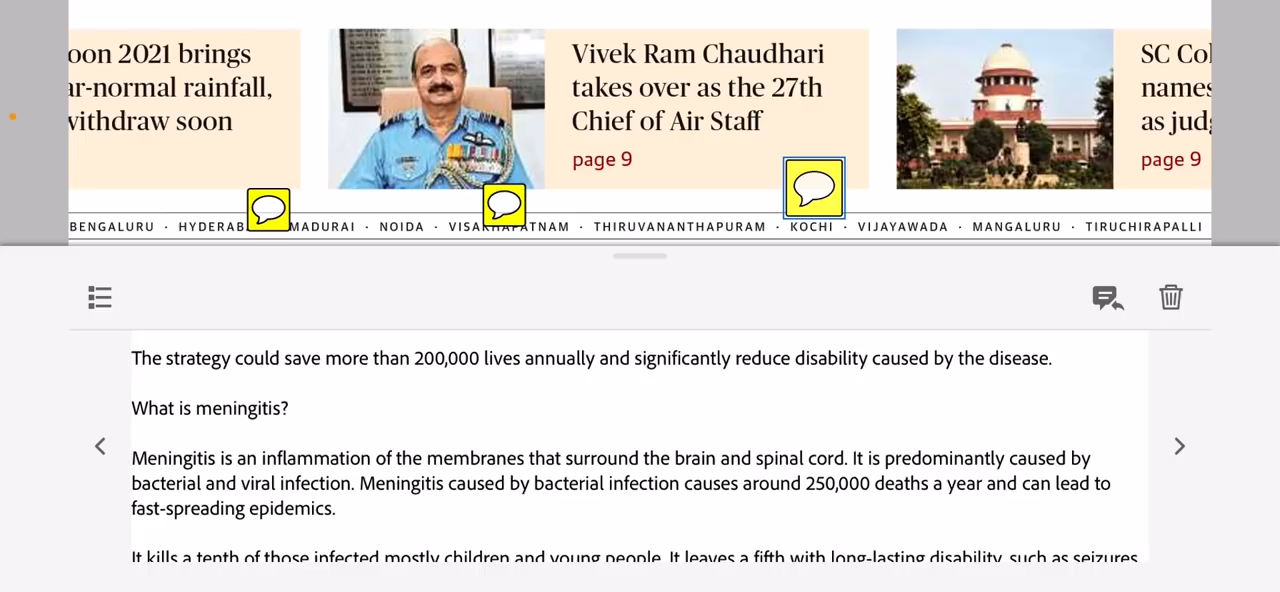 oon 2021 brings
ar-normal rainfall,
withdraw soon
Vivek Ram Chaudhari
takes over as the 27th
Chief of Air Staff
page 9
SC Col
names
as judg
page 9
BENGALURU · HYDERAB MADURAI · NOIDA · VISAKHAPATNAM · THIRUVANANTHAPURAM · KOCHI · VIJAYAWADA · MANGALURU · TIRUCHIRAPALLI
The strategy could save more than 200,000 lives annually and significantly reduce disability caused by the disease.
What is meningitis?
Meningitis is an inflammation of the membranes that surround the brain and spinal cord. It is predominantly caused by
bacterial and viral infection. Meningitis caused by bacterial infection causes around 250,000 deaths a year and can lead to
fast-spreading epidemics.
It kills a tenth of those infected mostly children and young people. It leaves a fifth with long-lasting disability, such as seizures